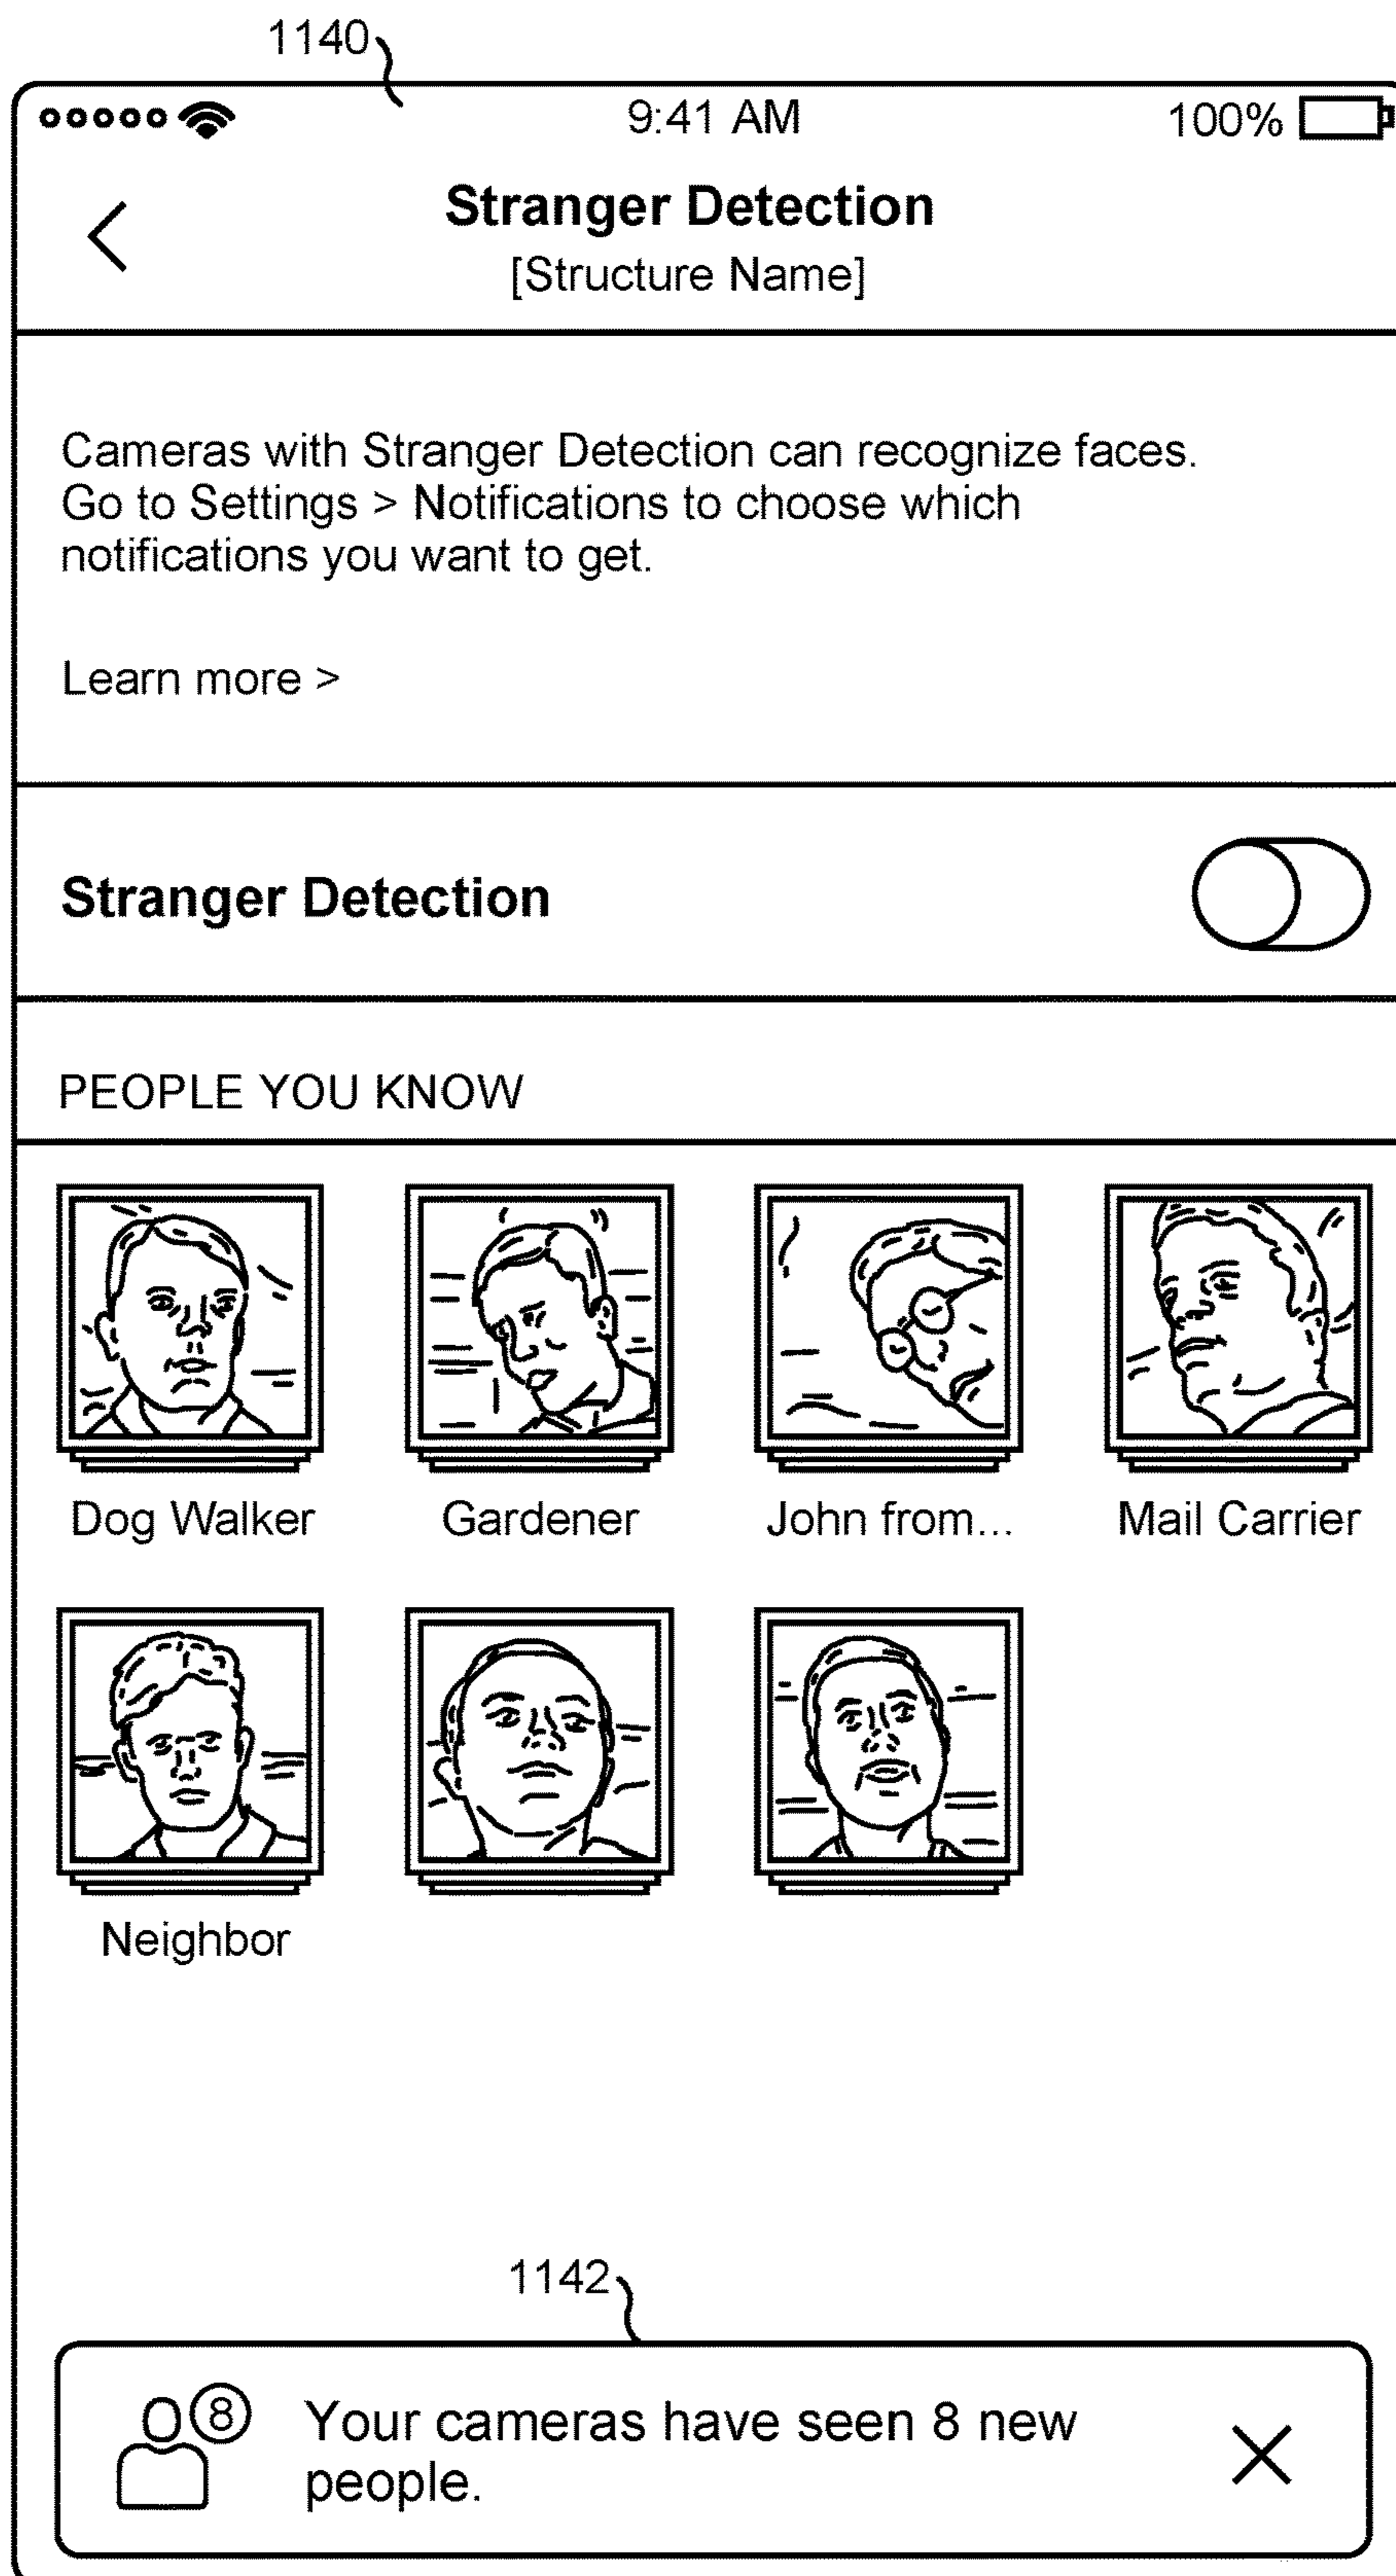 1140
9:41 AM
100%
Stranger Detection
[Structure Name]
Cameras with Stranger Detection can recognize faces.
Go to Settings > Notifications to choose which
notifications you want to get.
Learn more >
Stranger Detection
PEOPLE YOU KNOW
Dog Walker
Gardener
John from...
Mail Carrier
Neighbor
1142
8
Your cameras have seen 8 new
people.